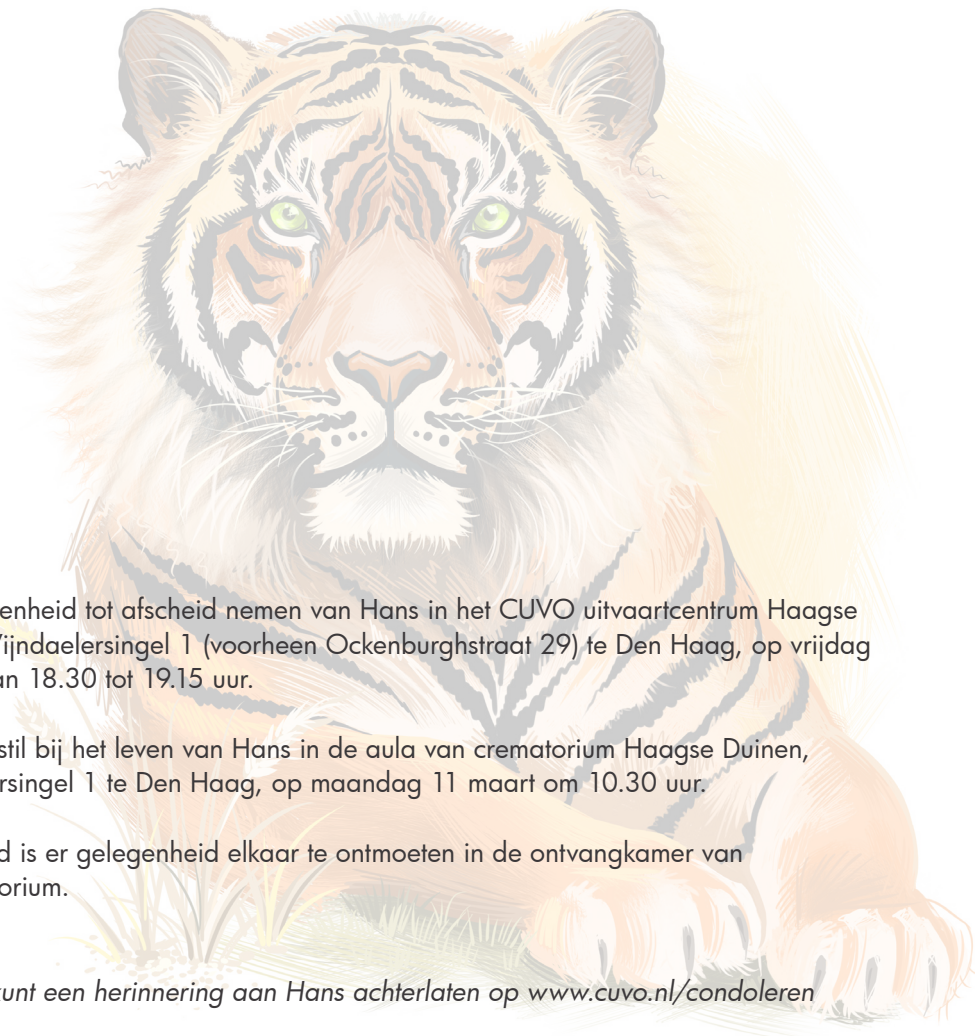 enheid tot afscheid nemen van Hans in het CUVO uitvaartcentrum Haagse
ijndaelersingel 1 (voorheen Ockenburghstraat 29) te Den Haag, op vrijdag
an 18.30 tot 19.15 uur.
stil bij het leven van Hans in de aula van crematorium Haagse Duinen,
rsingel 1 te Den Haag, op maandag 11 maart om 10.30 uur.
d is er gelegenheid elkaar te ontmoeten in de ontvangkamer van
orium.
kunt een herinnering aan Hans achterlaten op www.cuvo.nl/condoleren